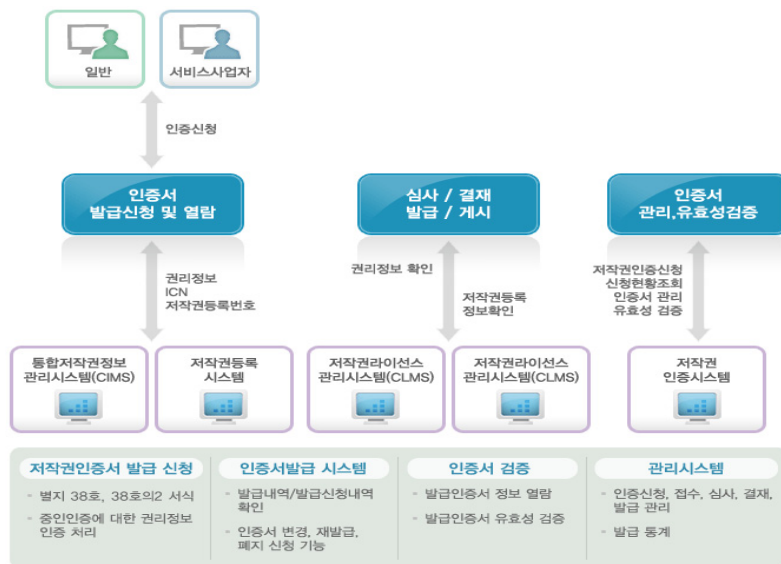 일반
서비스사업자
인증신청
인증서
발급신청 및 열람
심사 / 결재
발급 / 게시
인증서
관리,유효성검증
권리정보
ICN
저작권등록번호
권리정보 확인
저작권등록
정보확인
저작권인증신청
신청현황조회
인증서 관리
유효성 검증
통합저작권정보
관리시스템(CIMS)
저작권등록
시스템
저작권라이선스
관리시스템(CLMS)
저작권라이선스
관리시스템(CLMS)
저작권
인증시스템
저작권인증서 발급 신청
- 별지 38호, 38호의2 서식
- 중인인증에 대한 권리정보
인증 처리
인증서발급 시스템
- 발급내역/발급신청내역
확인
- 인증서 변경, 재발급,
폐지 신청 기능
인증서 검증
- 발급인증서 정보 열람
- 발급인증서 유효성 검증
관리시스템
- 인증신청, 접수, 심사, 결재,
발급 관리
- 발급 통계